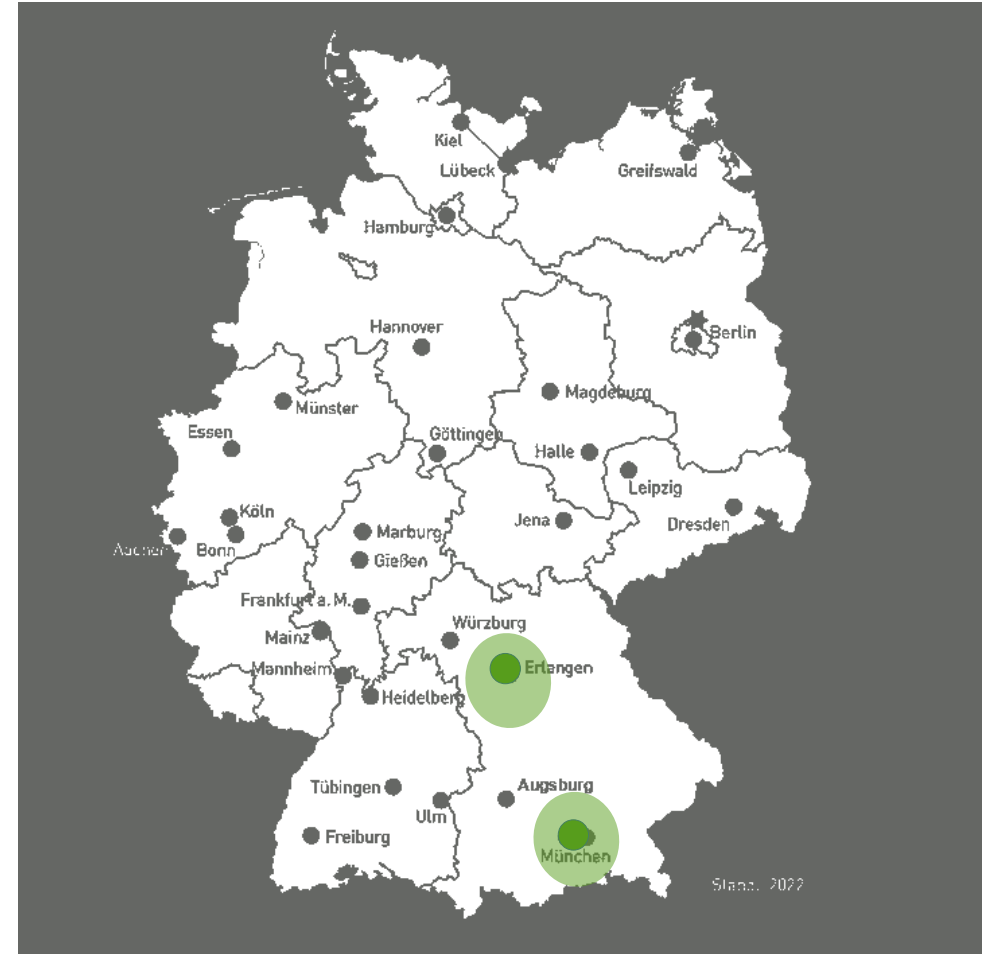 Kiel
Lübeck
Greifswald
Hamburg
Hannover
Berlin
Magdeburg
Münster
Essen
Göttingen
Halle
Leipzig
Köln
Jena
Dresden
Marburg
Aachen
Bonn
Gießen
Frankfurt a. M.
Würzburg
Mainz
Mannheim
Erlangen
Heidelberg
Tübingen
Augsburg
Ulm
Freiburg
München
Stand: 2022